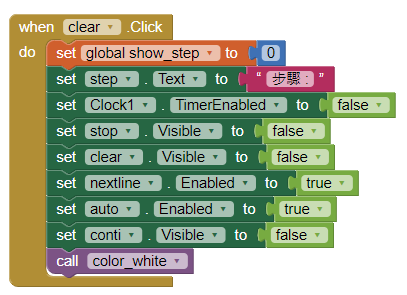 when clear .Click
do set global show_step to 0
set step . Text to “ 步驟： ”
set Clock1 . TimerEnabled to false
set stop . Visible to false
set clear . Visible to false
set nextline . Enabled to true
set auto . Enabled to true
set conti . Visible to false
call color_white